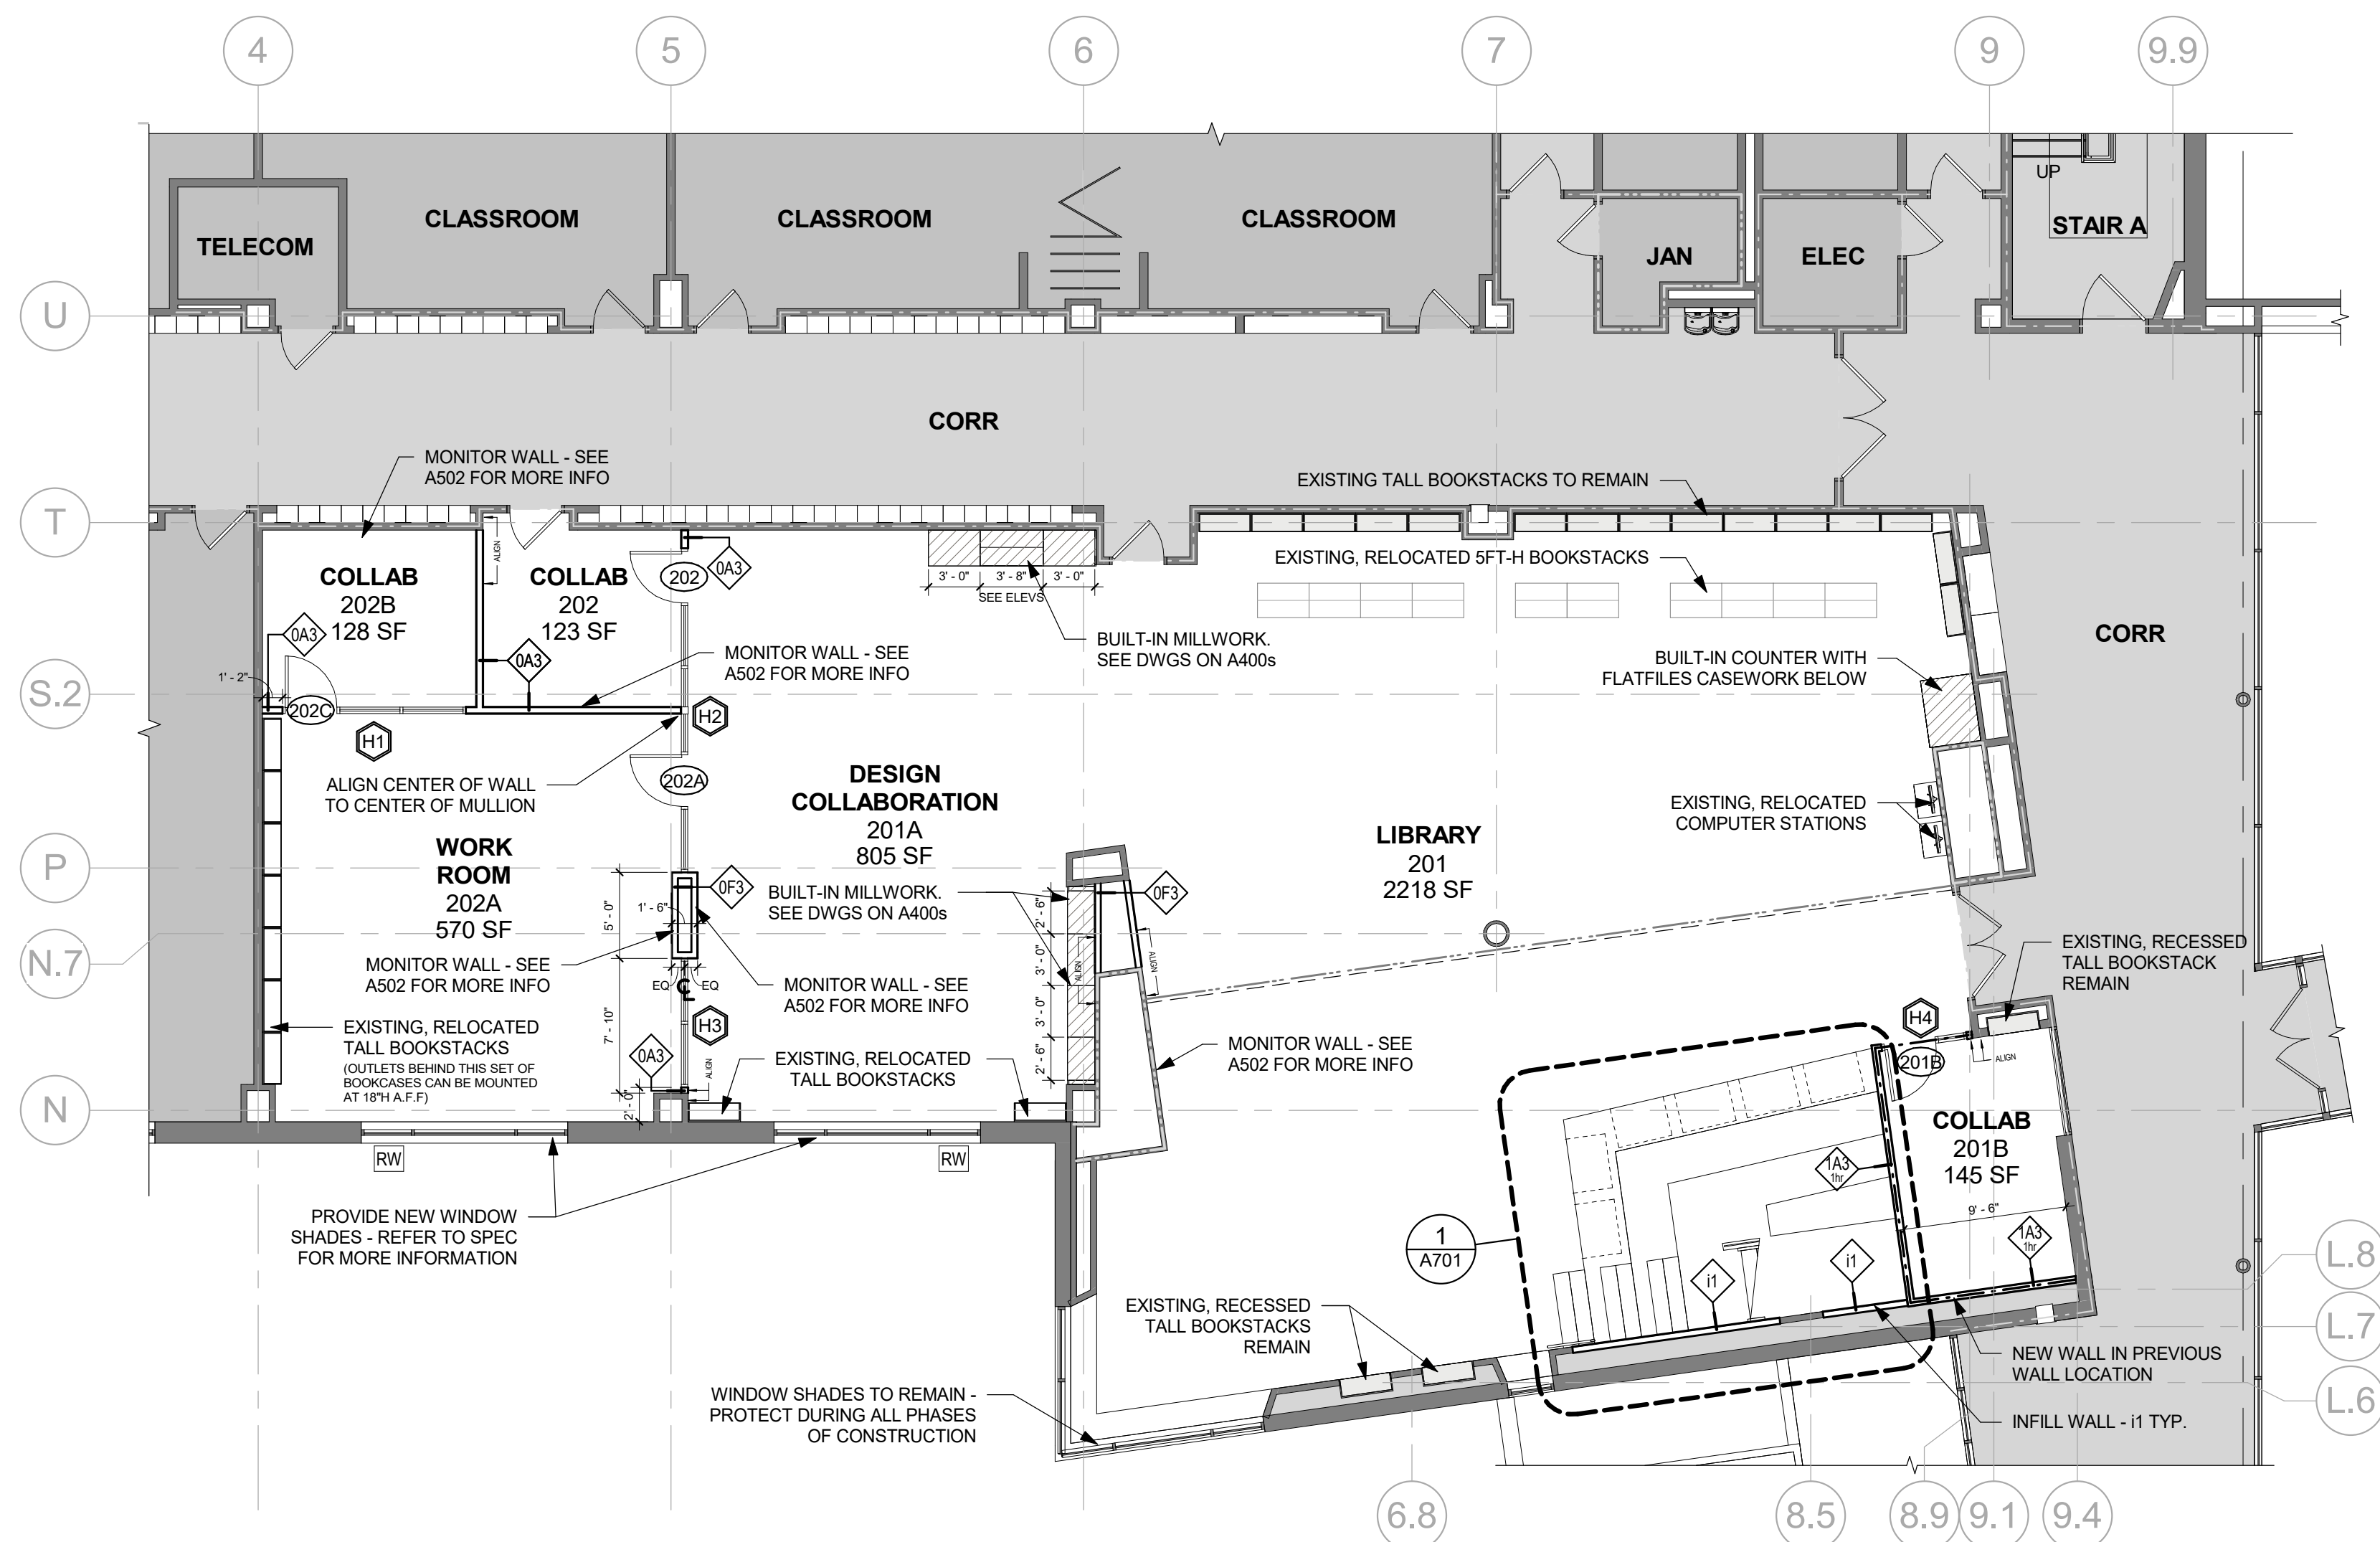 4
5
6
7
9
9.9
U
T
S.2
P
N.7
N
TELECOM
CLASSROOM
CLASSROOM
CLASSROOM
JAN
ELEC
UP
STAIR A
CORR
MONITOR WALL - SEE
A502 FOR MORE INFO
EXISTING TALL BOOKSTACKS TO REMAIN
EXISTING, RELOCATED 5FT-H BOOKSTACKS
ALIGN
COLLAB
202B
128 SF
0A3
1' - 2"
202C
H1
COLLAB
202
123 SF
0A3
202
0A3
3' - 0"
3' - 8"
3' - 0"
SEE ELEVS
BUILT-IN MILLWORK.
SEE DWGS ON A400s
MONITOR WALL - SEE
A502 FOR MORE INFO
H2
BUILT-IN COUNTER WITH
FLATFILES CASEWORK BELOW
CORR
ALIGN CENTER OF WALL
TO CENTER OF MULLION
202A
DESIGN
COLLABORATION
201A
805 SF
EXISTING, RELOCATED
COMPUTER STATIONS
LIBRARY
201
2218 SF
WORK
ROOM
202A
570 SF
0F3
1' - 6"
5' - 0"
BUILT-IN MILLWORK.
SEE DWGS ON A400s
0F3
2' - 6"
3' - 0"
3' - 0"
2' - 6"
ALIGN
ALIGN
MONITOR WALL - SEE
A502 FOR MORE INFO
EQ
CL
EQ
MONITOR WALL - SEE
A502 FOR MORE INFO
H3
EXISTING, RECESSED
TALL BOOKSTACK
REMAIN
EXISTING, RELOCATED
TALL BOOKSTACKS
(OUTLETS BEHIND THIS SET OF
BOOKCASES CAN BE MOUNTED
AT 18"H A.F.F)
7' - 10"
0A3
ALIGN
2' - 0"
EXISTING, RELOCATED
TALL BOOKSTACKS
MONITOR WALL - SEE
A502 FOR MORE INFO
H4
201B
ALIGN
COLLAB
201B
145 SF
1A3
1hr
9' - 6"
1A3
1hr
RW
RW
PROVIDE NEW WINDOW
SHADES - REFER TO SPEC
FOR MORE INFORMATION
1
A701
i1
i1
EXISTING, RECESSED
TALL BOOKSTACKS
REMAIN
WINDOW SHADES TO REMAIN -
PROTECT DURING ALL PHASES
OF CONSTRUCTION
NEW WALL IN PREVIOUS
WALL LOCATION
INFILL WALL - i1 TYP.
L.8
L.7
L.6
6.8
8.5
8.9
9.1
9.4